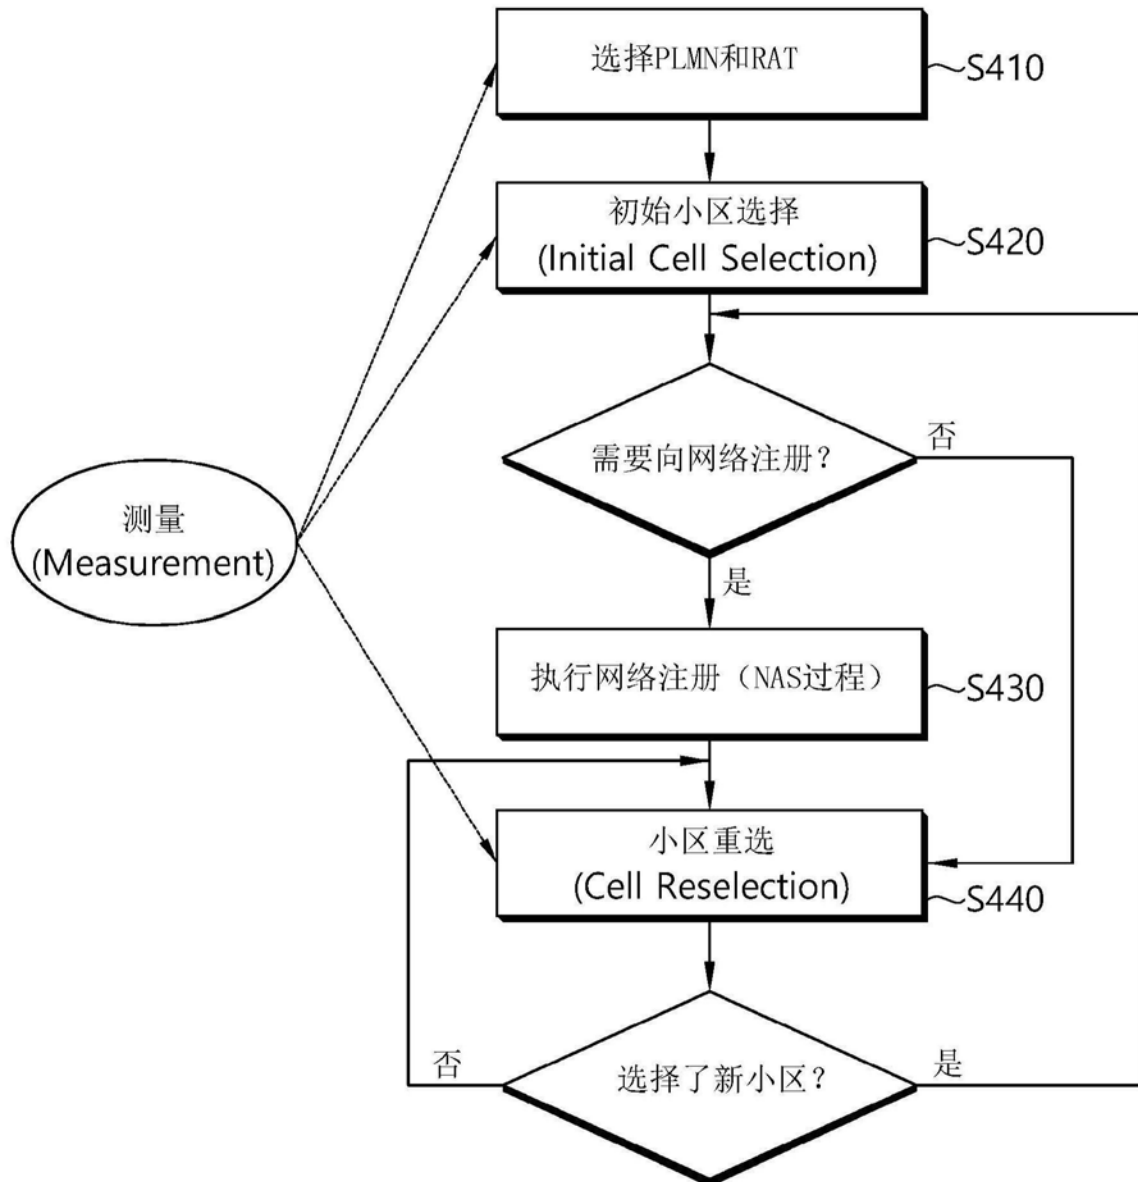 选择PLMN和RAT
S410
初始小区选择
(Initial Cell Selection)
S420
需要向网络注册？
否
是
测量
(Measurement)
执行网络注册（NAS过程）
S430
小区重选
(Cell Reselection)
S440
选择了新小区？
否
是